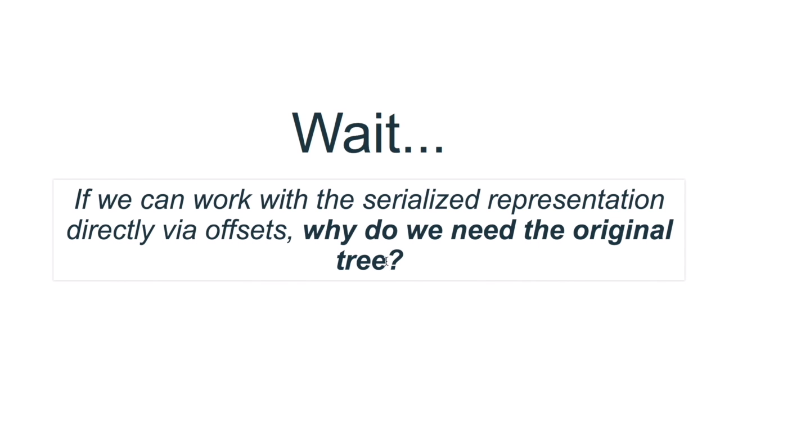 Wait...
If we can work with the serialized representation
directly via offsets, why do we need the original
tree?